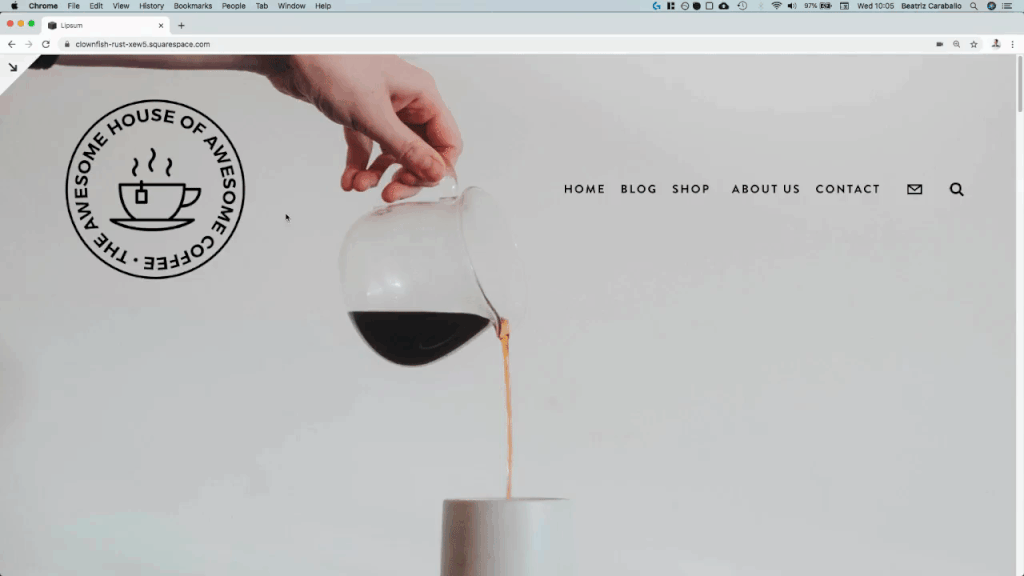 Chrome File Edit View History Bookmarks People Tab Window Help 97% Wed 10:05 Beatriz Caraballo
Lipsum
clownfish-rust-xew5.squarespace.com
THE AWESOME HOUSE OF AWESOME COFFEE •
HOME BLOG SHOP ABOUT US CONTACT